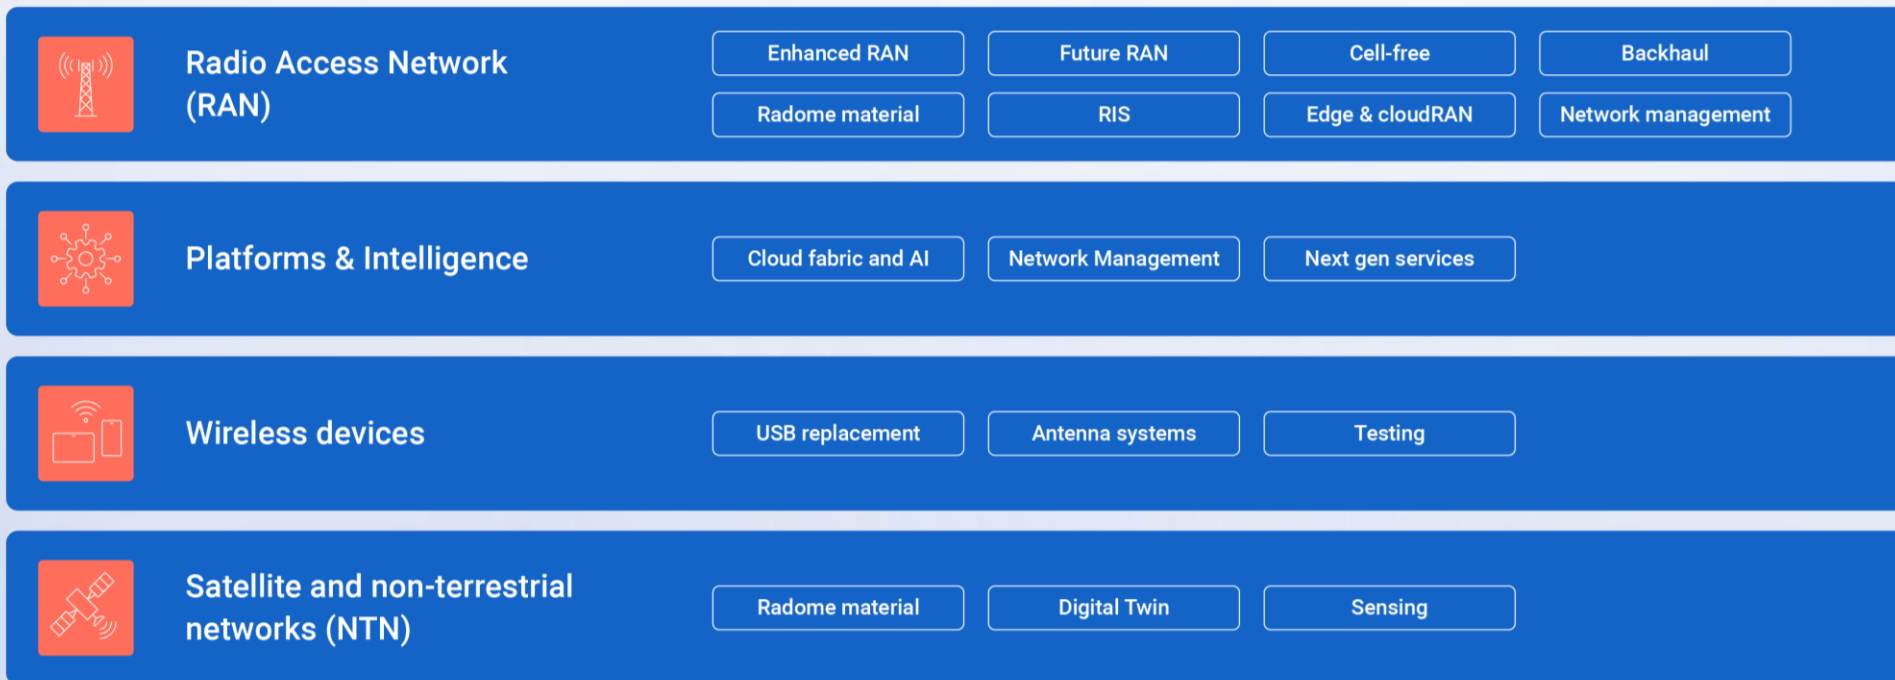 Radio Access Network
(RAN)
Enhanced RAN
Future RAN
Cell-free
Backhaul
Radome material
RIS
Edge & cloudRAN
Network management
Platforms & Intelligence
Cloud fabric and AI
Network Management
Next gen services
Wireless devices
USB replacement
Antenna systems
Testing
Satellite and non-terrestrial
networks (NTN)
Radome material
Digital Twin
Sensing